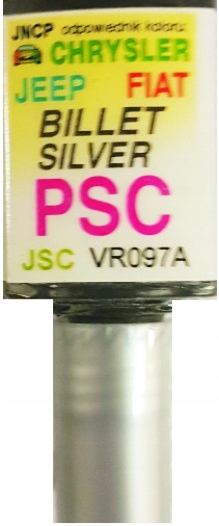 JNCP odpowiednik koloru:
CHRYSLER
JEEP FIAT
BILLET
SILVER
PSC
JSC VR097A